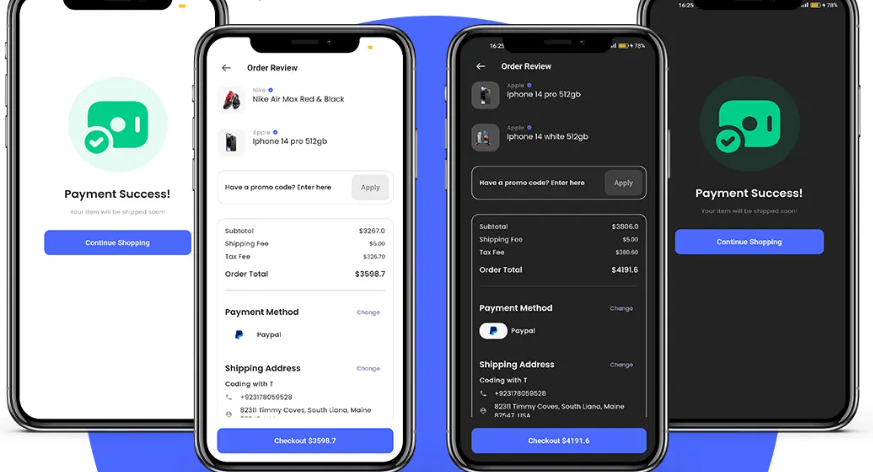 Payment Success!
Your item will be shipped soon!
Continue Shopping
Order Review
Nike
Nike Air Max Red & Black
Apple
Iphone 14 pro 512gb
Have a promo code? Enter here
Apply
Subtotal $3267.0
Shipping Fee $5.00
Tax Fee $326.70
Order Total $3598.7
Payment Method Change
Paypal
Shipping Address Change
Coding with T
+923178059528
82311 Timmy Coves, South Liana, Maine
87547, USA
Checkout $3598.7
16:25 78%
Order Review
Apple
Iphone 14 pro 512gb
Apple
Iphone 14 white 512gb
Have a promo code? Enter here
Apply
Subtotal $3806.0
Shipping Fee $5.00
Tax Fee $380.60
Order Total $4191.6
Payment Method Change
Paypal
Shipping Address Change
Coding with T
+923178059528
82311 Timmy Coves, South Liana, Maine
87547, USA
Checkout $4191.6
16:25 78%
Payment Success!
Your item will be shipped soon!
Continue Shopping